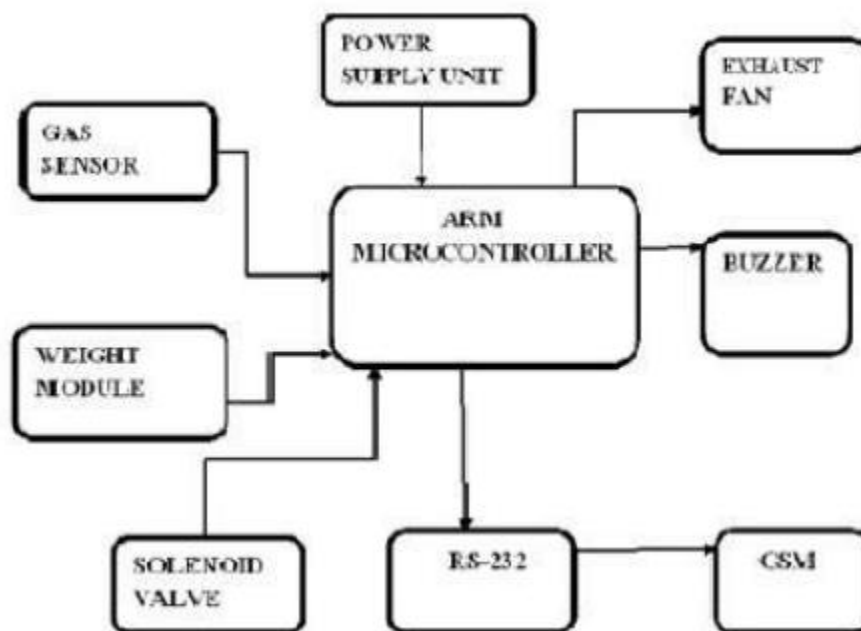 POWER
SUPPLY UNIT
EXHAUST
FAN
GAS
SENSOR
ARM
MICROCONTROLLER
BUZZER
WEIGHT
MODULE
SOLENOID
VALVE
RS-232
GSM